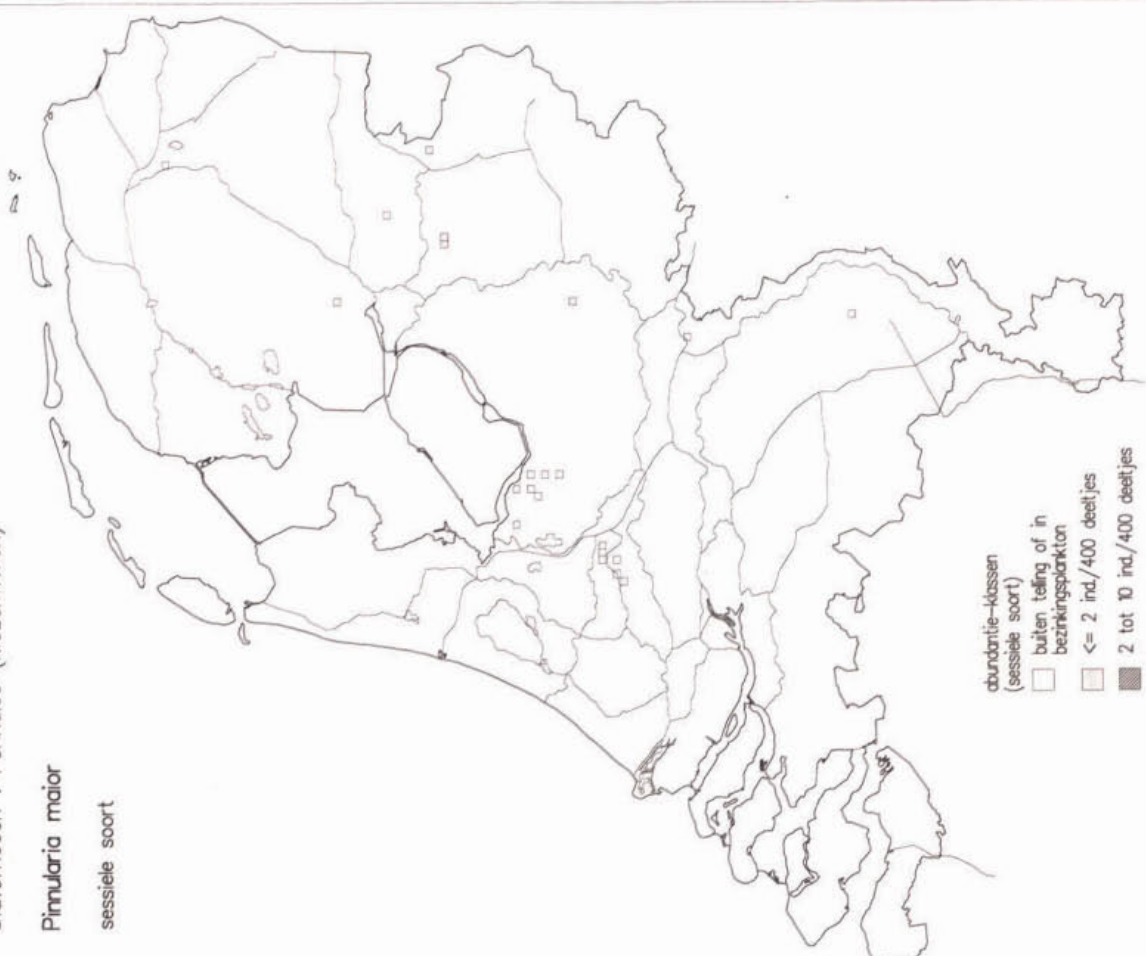 Pinnularia maior
sessiele soort
abundantie-klassen
(sessiele soort)
buiten telling of in
bezinkingsplankton
<= 2 ind./400 deeltjes
2 tot 10 ind./400 deeltjes